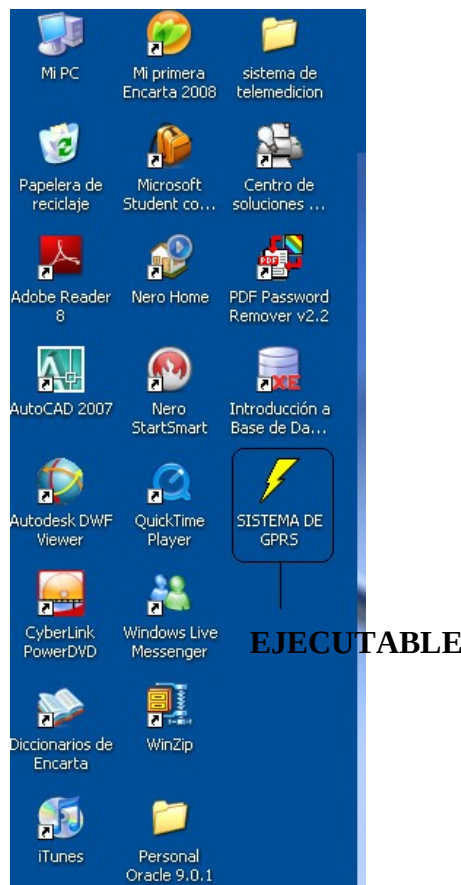 Mi PC
Mi primera
Encarta 2008
sistema de
telemedicion
Papelera de
reciclaje
Microsoft
Student co...
Centro de
soluciones ...
Adobe Reader
8
Nero Home
PDF
PDF Password
Remover v2.2
AutoCAD 2007
Nero
StartSmart
XE
Introducción a
Base de Da...
Autodesk DWF
Viewer
QuickTime
Player
SISTEMA DE
GPRS
CyberLink
PowerDVD
Windows Live
Messenger
EJECUTABLE
Diccionarios de
Encarta
WinZip
iTunes
Personal
Oracle 9.0.1